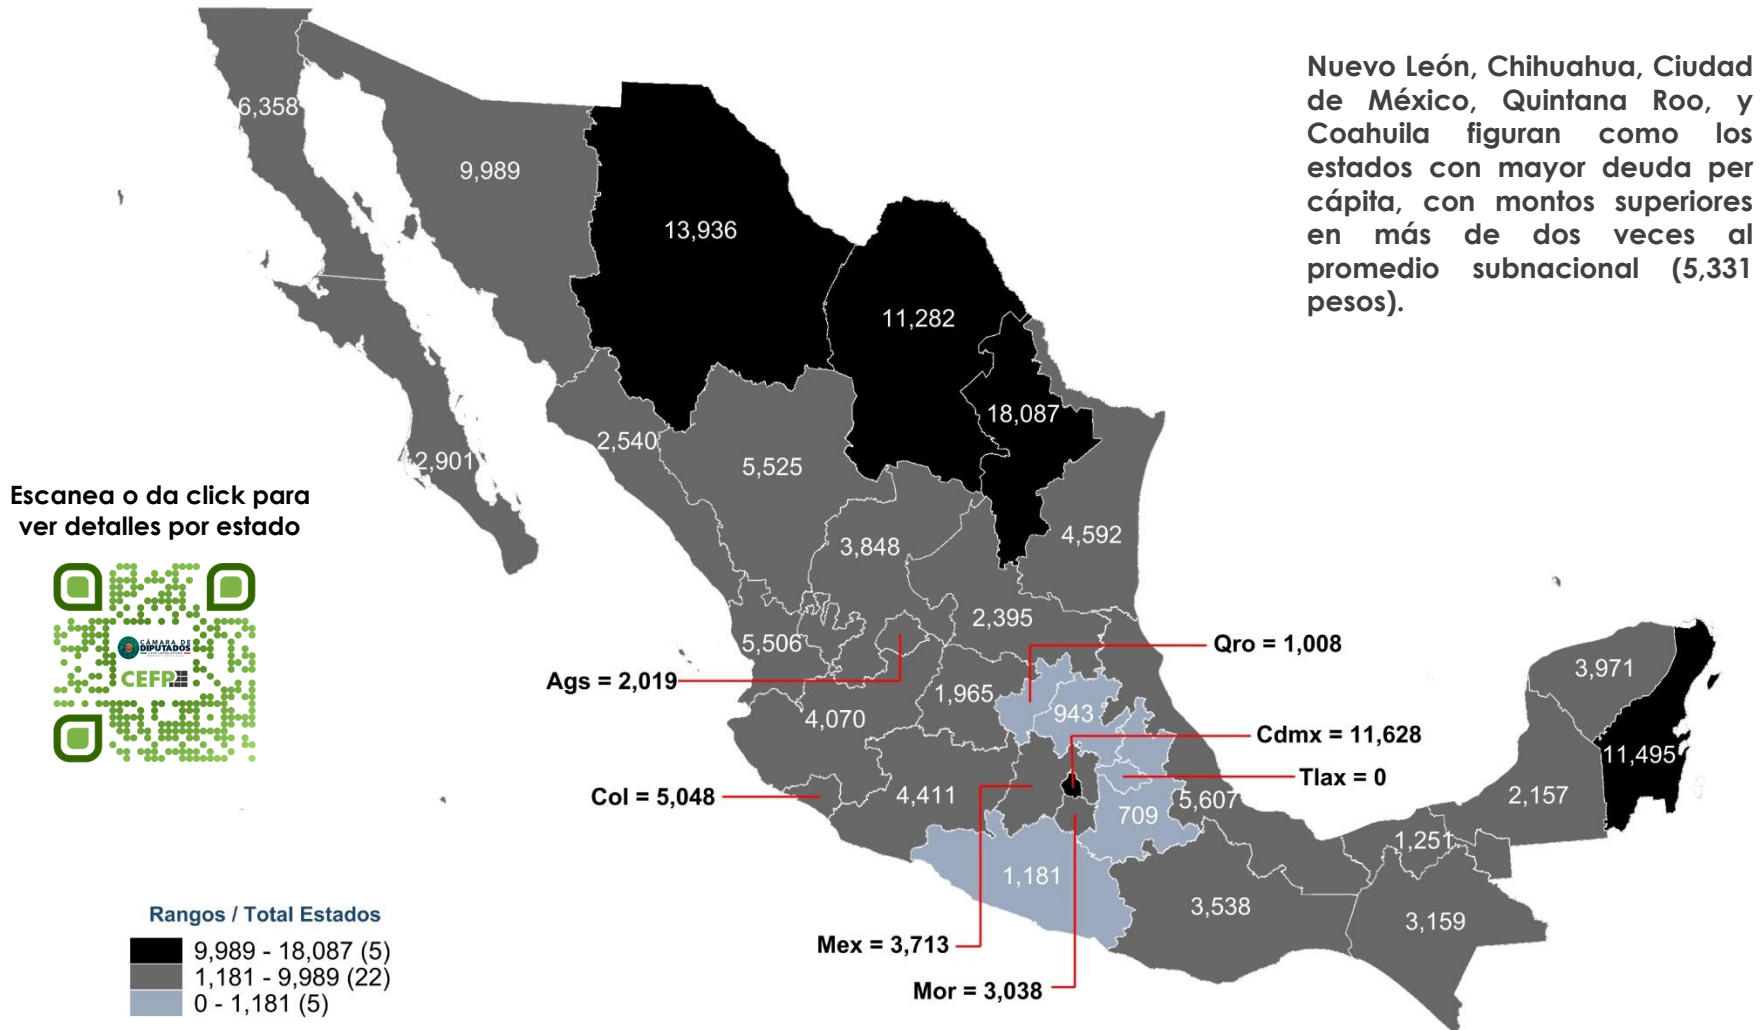 Nuevo León, Chihuahua, Ciudad
de México, Quintana Roo, y
Coahuila figuran como los
estados con mayor deuda per
cápita, con montos superiores
en más de dos veces al
promedio subnacional (5,331
pesos).
6,358
9,989
13,936
11,282
18,087
2,540
2,901
5,525
4,592
3,848
2,395
5,506
Qro = 1,008
Ags = 2,019
1,965
943
4,070
3,971
Cdmx = 11,628
11,495
Tlax = 0
Col = 5,048
4,411
5,607
2,157
709
1,251
1,181
3,538
3,159
Mex = 3,713
Mor = 3,038
Escanea o da click para
ver detalles por estado
CÁMARA DE
DIPUTADOS
CEFP
Rangos / Total Estados
9,989 - 18,087 (5)
1,181 - 9,989 (22)
0 - 1,181 (5)